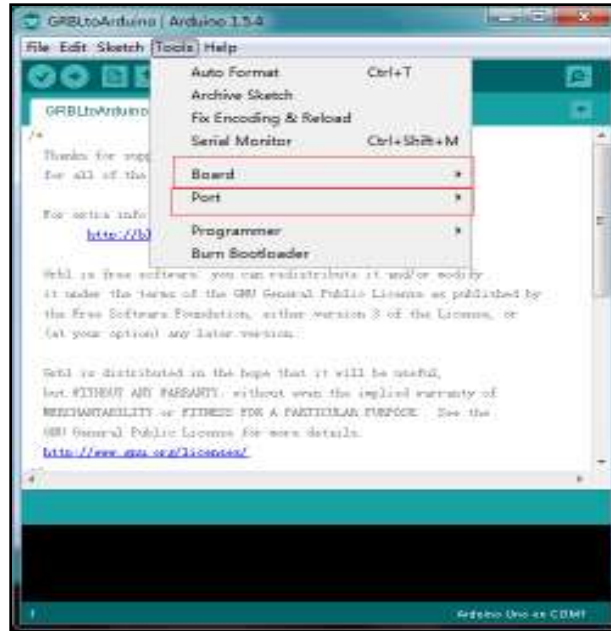 GRBLtoArduino | Arduino 1.5.4
File Edit Sketch Tools Help
Auto Format Ctrl+T
Archive Sketch
Fix Encoding & Reload
Serial Monitor Ctrl+Shift+M
Board
Port
Programmer
Burn Bootloader
GRBLtoArduino
/*
Thanks for
for all of the
For extra info
http://bl
Grbl is free software: you can redistribute it and/or modify
it under the terms of the GNU General Public License as published by
the Free Software Foundation, either version 3 of the License, or
(at your option) any later version.
Grbl is distributed in the hope that it will be useful,
but WITHOUT ANY WARRANTY; without even the implied warranty of
MERCHANTABILITY or FITNESS FOR A PARTICULAR PURPOSE. See the
GNU General Public License for more details.
http://www.gnu.org/licenses/
1
Arduino Uno on